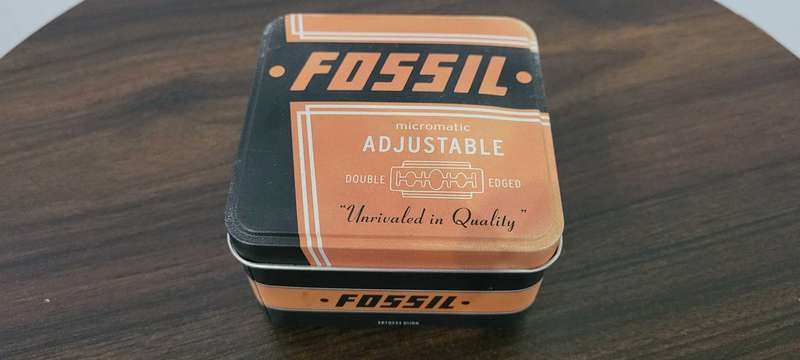 FOSSIL
micromatic
ADJUSTABLE
DOUBLE EDGED
"Unrivaled in Quality"
FOSSIL